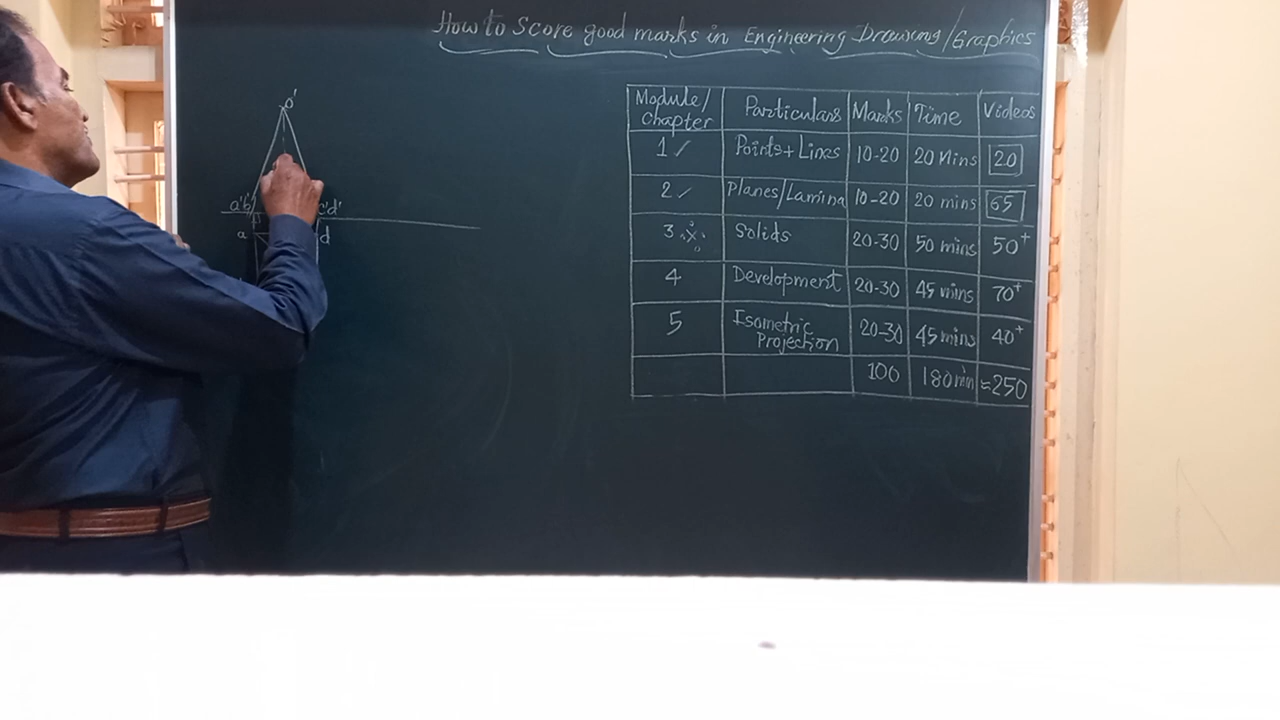 How to Score good marks in Engineering Drawing/Graphics
Module/ Chapter Particulars Marks Time Videos
1 ✓ Points + Lines 10-20 20 Mins 20
2 ✓ Planes/Lamina 10-20 20 mins 65
3 Solids 20-30 50 mins 50+
4 Development 20-30 45 mins 70+
5 Isometric Projection 20-30 45 mins 40+
100 180 min ≈250
o'
a'b' c'd'
a d